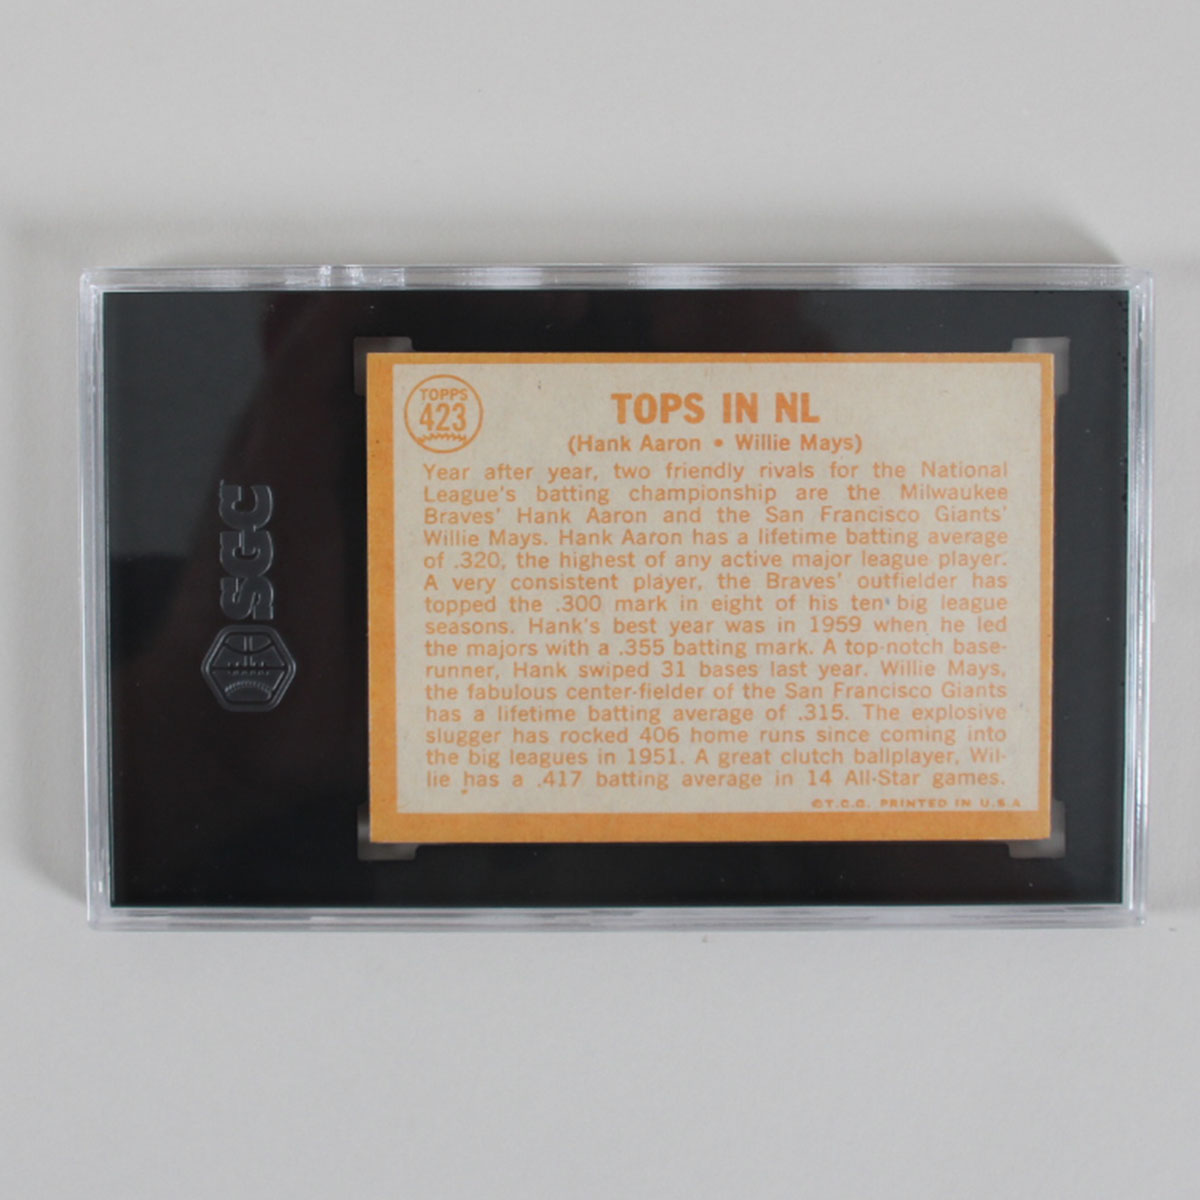 SGC
TOPPS
423
TOPS IN NL
(Hank Aaron • Willie Mays)
Year after year, two friendly rivals for the National
League's batting championship are the Milwaukee
Braves' Hank Aaron and the San Francisco Giants'
Willie Mays. Hank Aaron has a lifetime batting average
of .320, the highest of any active major league player.
A very consistent player, the Braves' outfielder has
topped the .300 mark in eight of his ten big league
seasons. Hank's best year was in 1959 when he led
the majors with a .355 batting mark. A top-notch base-
runner, Hank swiped 31 bases last year. Willie Mays,
the fabulous center-fielder of the San Francisco Giants
has a lifetime batting average of .315. The explosive
slugger has rocked 406 home runs since coming into
the big leagues in 1951. A great clutch ballplayer, Wil-
lie has a .417 batting average in 14 All-Star games.
©T.C.G. PRINTED IN U.S.A